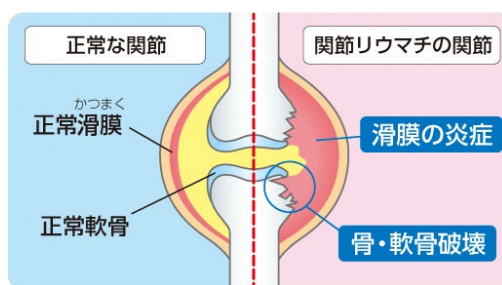 正常な関節
関節リウマチの関節
かつまく
正常滑膜
滑膜の炎症
正常軟骨
骨・軟骨破壊